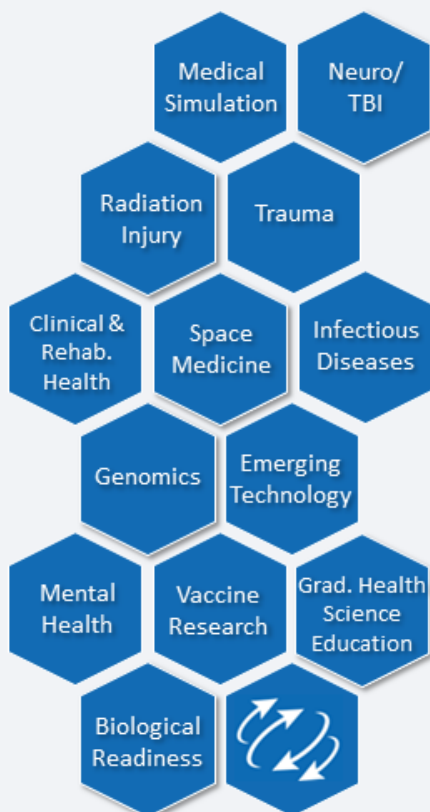 Medical
Simulation
Neuro/
TBI
Radiation
Injury
Trauma
Clinical &
Rehab.
Health
Space
Medicine
Infectious
Diseases
Genomics
Emerging
Technology
Mental
Health
Vaccine
Research
Grad. Health
Science
Education
Biological
Readiness